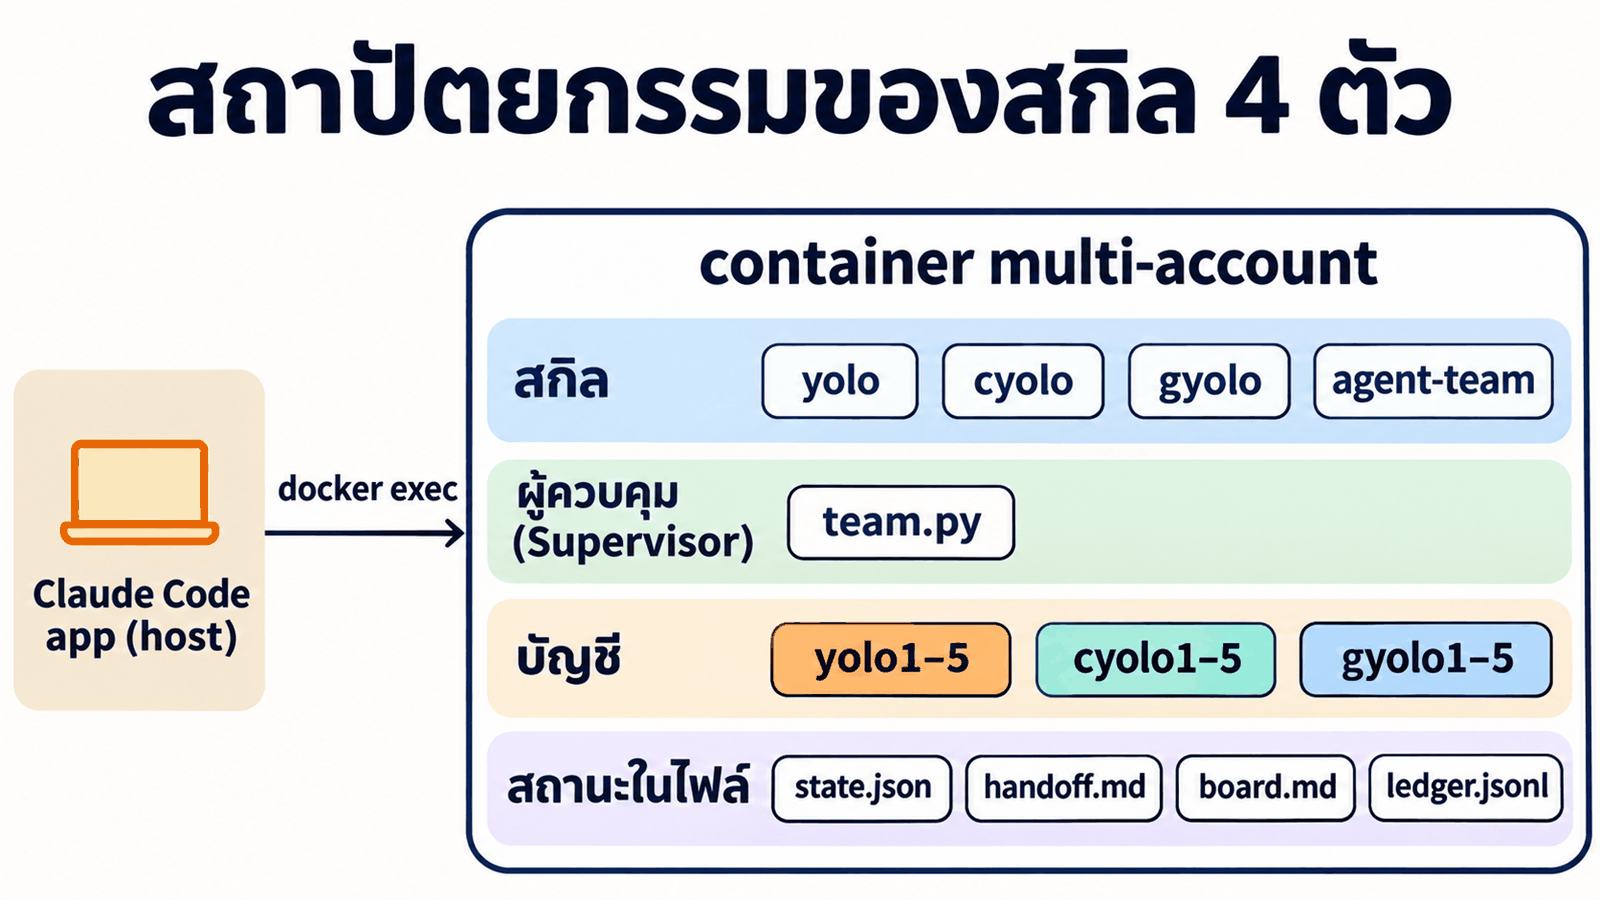 สถาปัตยกรรมของสกิล 4 ตัว
container multi-account
Claude Code
app (host)
docker exec
สกิล
yolo
cyolo
gyolo
agent-team
ผู้ควบคุม
(Supervisor)
team.py
บัญชี
yolo1–5
cyolo1–5
gyolo1–5
สถานะในไฟล์
state.json
handoff.md
board.md
ledger.jsonl